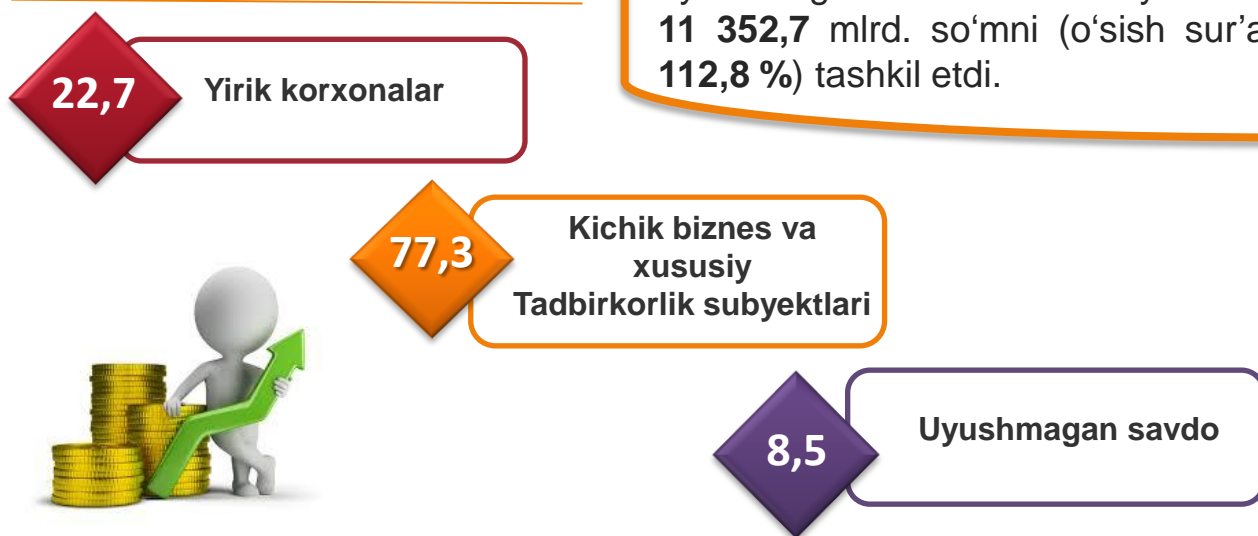 11 352,7 mlrd. so‘mni (o‘sish
112,8 %) tashkil etdi.
22,7
Yirik korxonalar
77,3
Kichik biznes va
xususiy
Tadbirkorlik subyektlari
8,5
Uyushmagan savdo